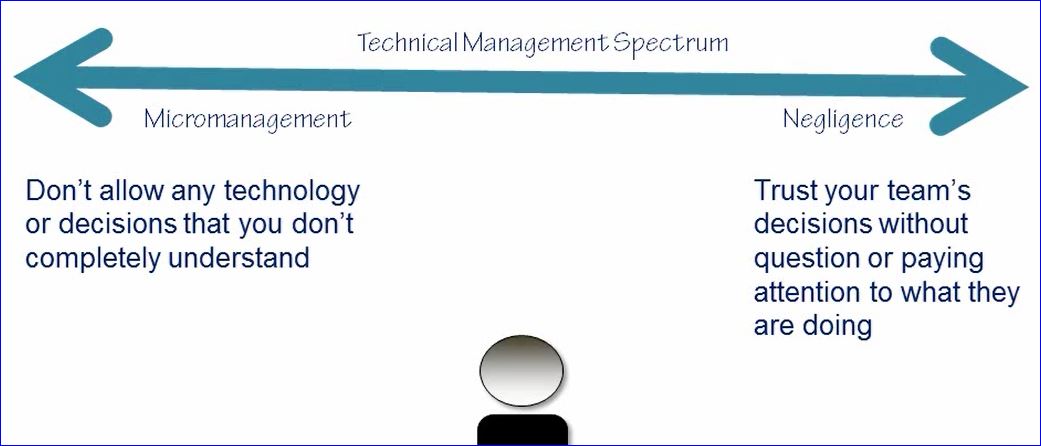 Technical Management Spectrum
Micromanagement
Negligence
Don’t allow any technology
or decisions that you don’t
completely understand
Trust your team’s
decisions without
question or paying
attention to what they
are doing